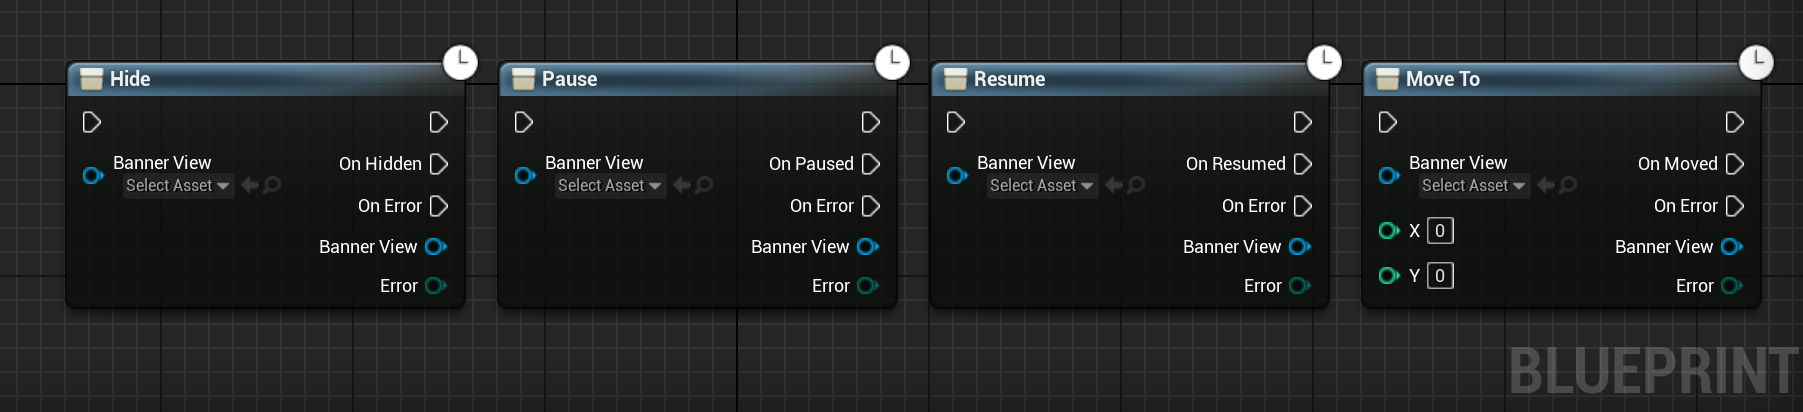 Hide
Banner View
Select Asset
On Hidden
On Error
Banner View
Error
Pause
Banner View
Select Asset
On Paused
On Error
Banner View
Error
Resume
Banner View
Select Asset
On Resumed
On Error
Banner View
Error
Move To
Banner View
Select Asset
X 0
Y 0
On Moved
On Error
Banner View
Error
BLUEPRINT